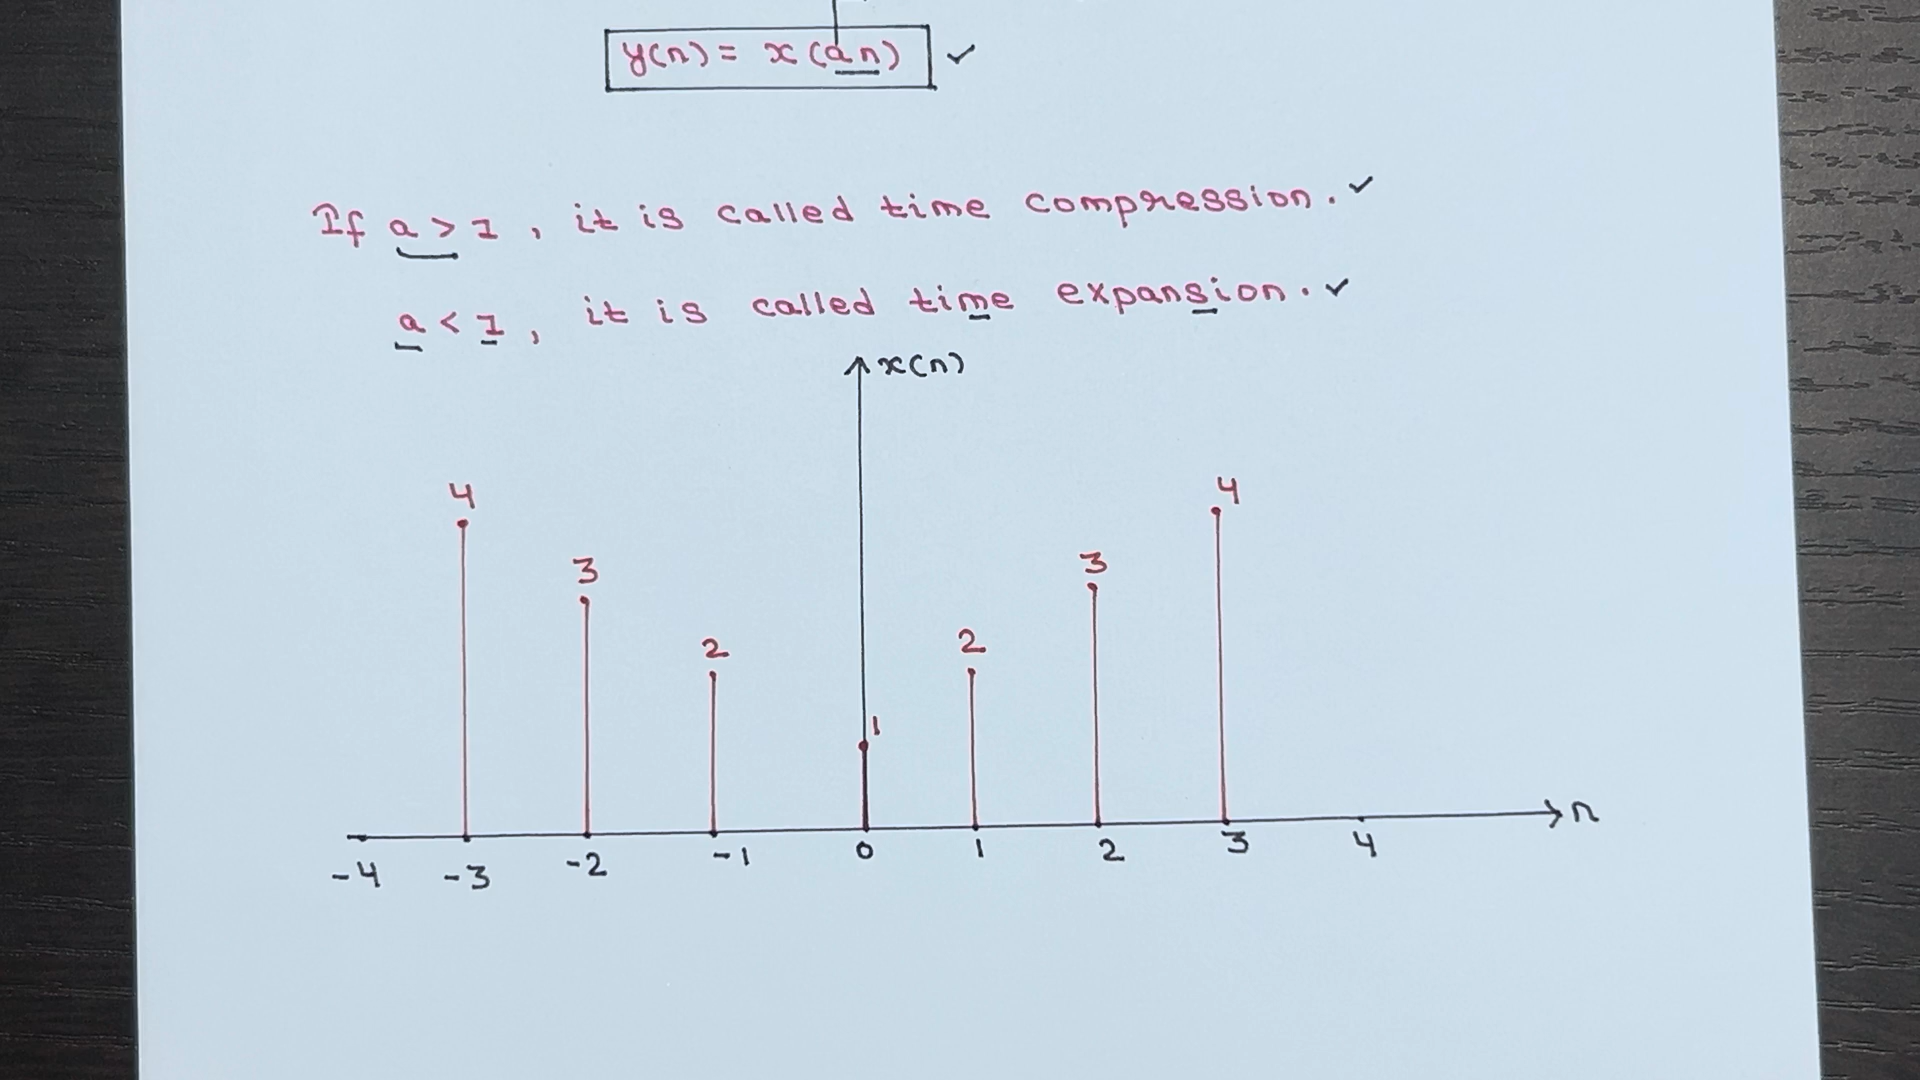 y(n) = x(an) ✓
If a > 1, it is called time compression. ✓
a < 1, it is called time expansion. ✓
x(n)
4 4
3 3
2 2
1
-4 -3 -2 -1 0 1 2 3 4 n